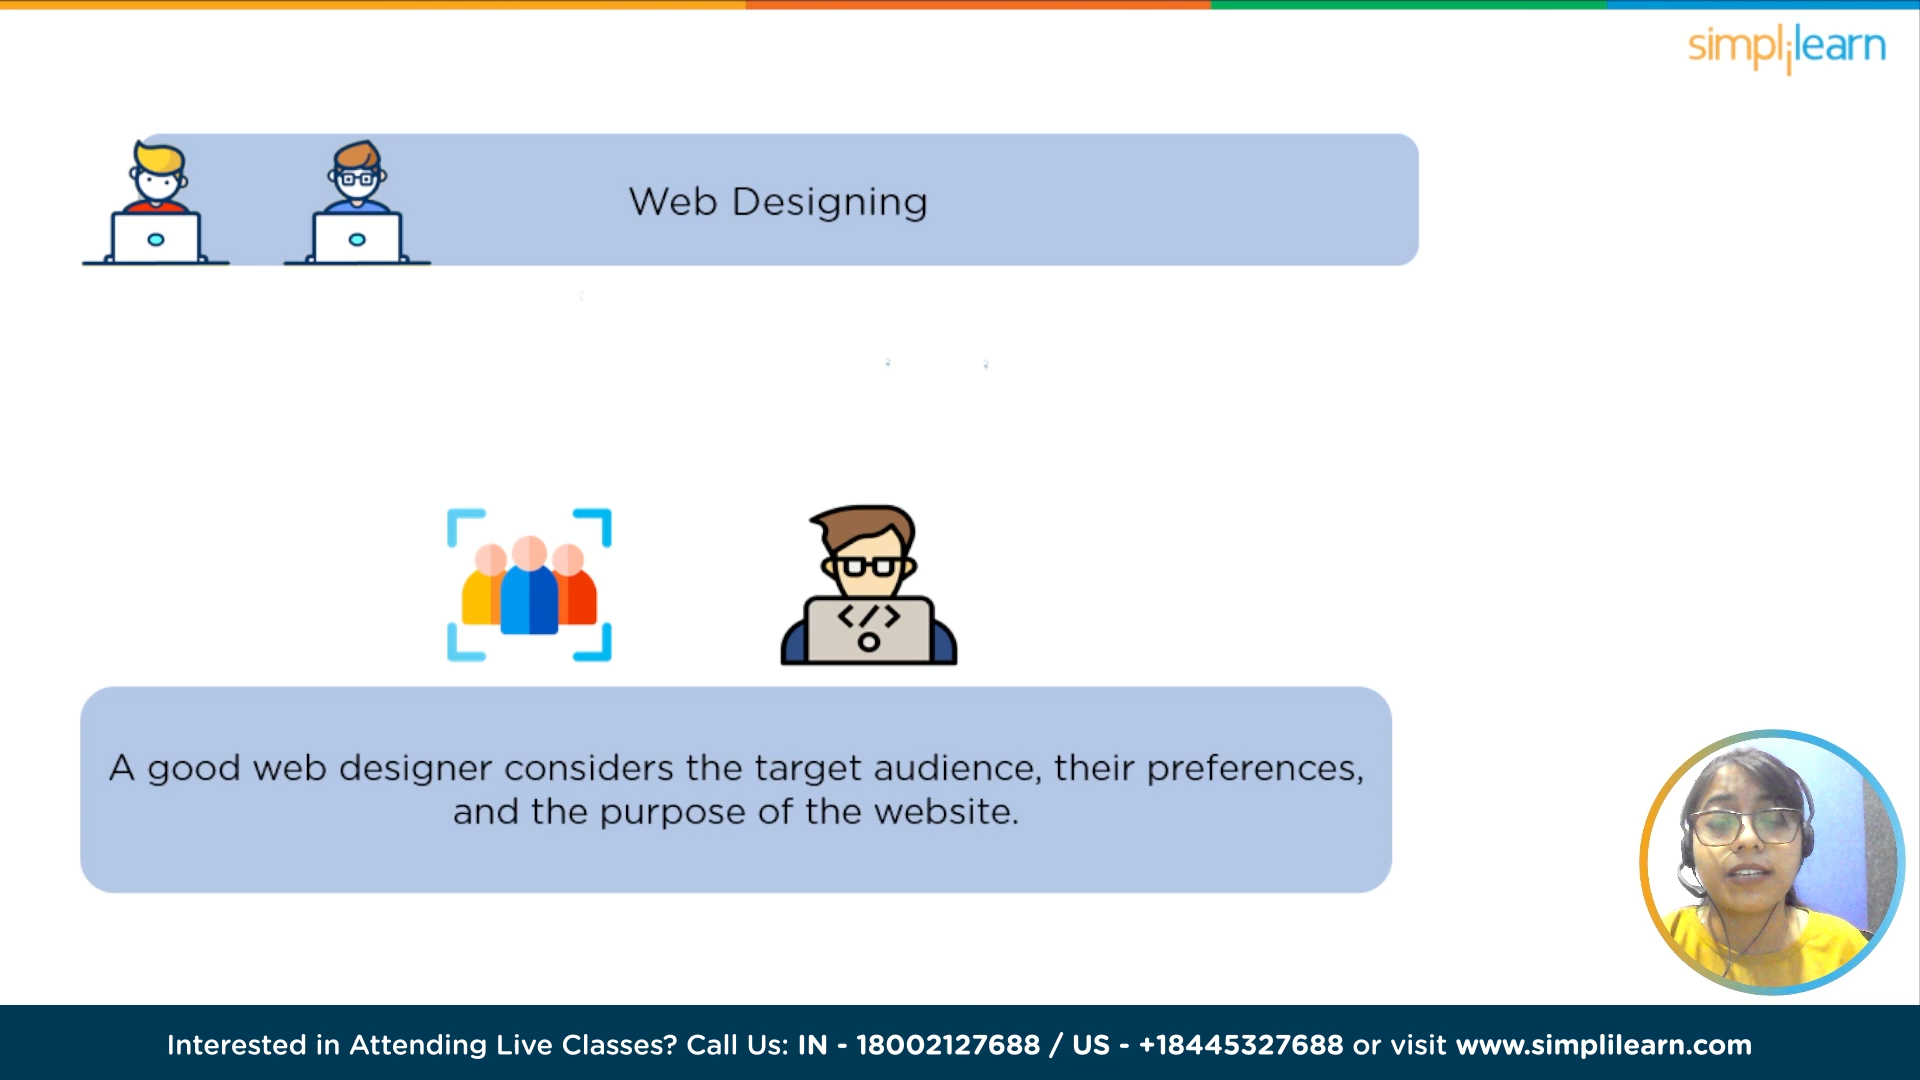 simplilearn
Web Designing
</>
A good web designer considers the target audience, their preferences,
and the purpose of the website.
Interested in Attending Live Classes? Call Us: IN - 18002127688 / US - +18445327688 or visit www.simplilearn.com